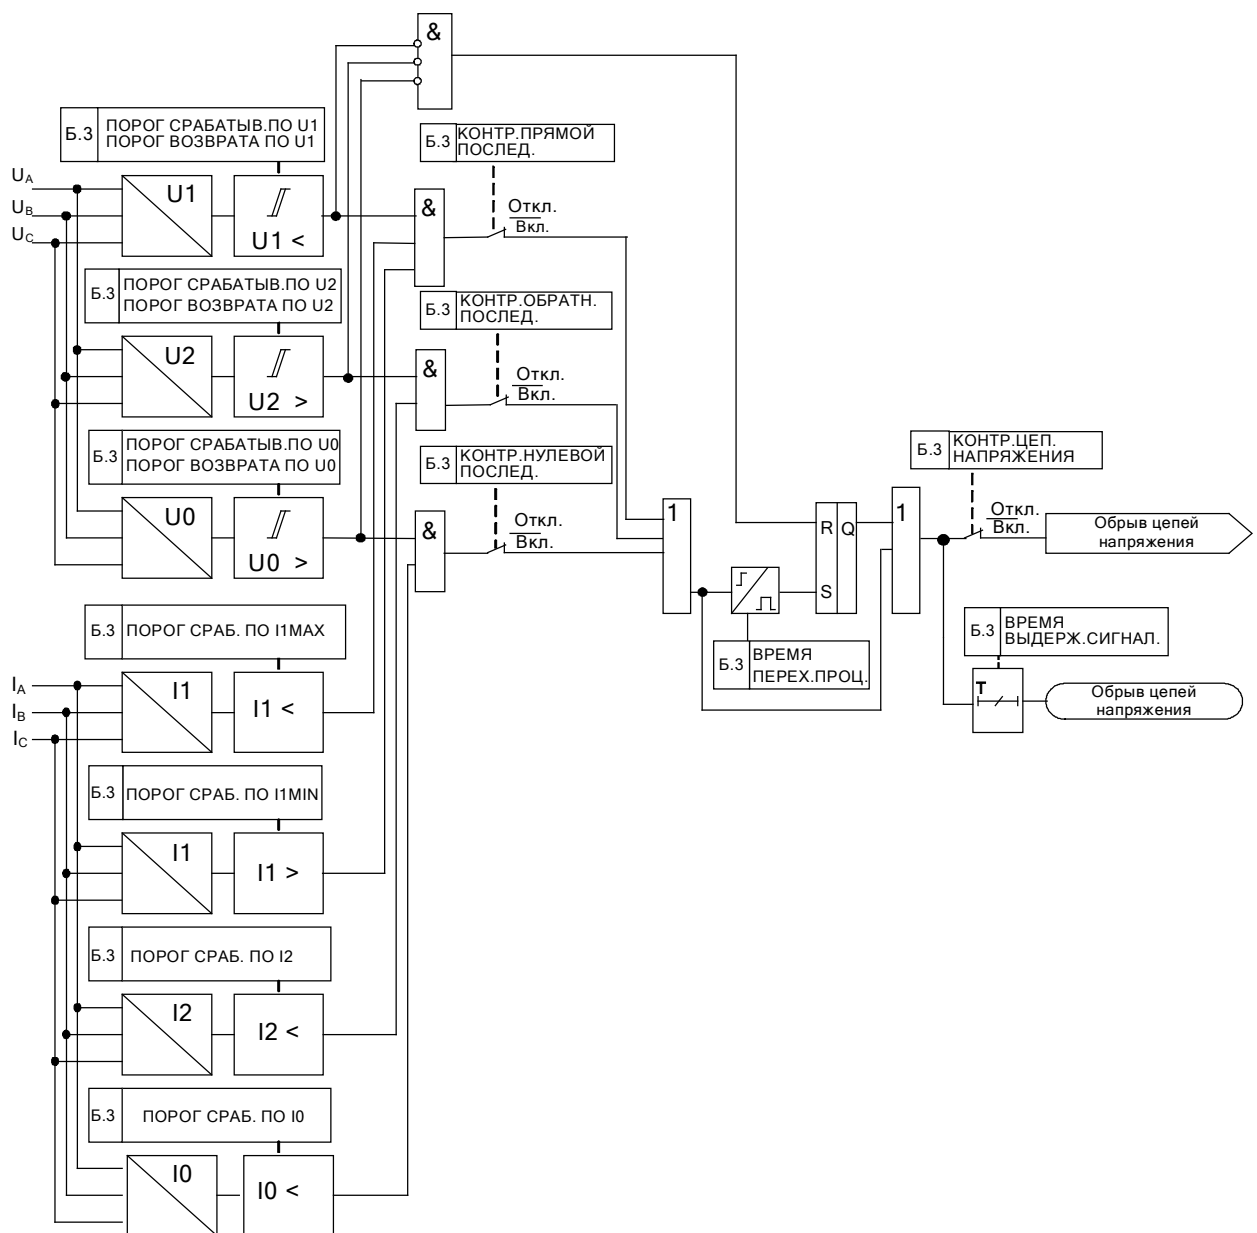 &
Б.3
ПОРОГ СРАБАТЫВ.ПО U1
ПОРОГ ВОЗВРАТА ПО U1
Б.3
КОНТР.ПРЯМОЙ
ПОСЛЕД.
UA
UB
UC
U1
U1 <
&
Откл.
Вкл.
Б.3
ПОРОГ СРАБАТЫВ.ПО U2
ПОРОГ ВОЗВРАТА ПО U2
Б.3
КОНТР.ОБРАТН.
ПОСЛЕД.
U2
U2 >
&
Откл.
Вкл.
Б.3
ПОРОГ СРАБАТЫВ.ПО U0
ПОРОГ ВОЗВРАТА ПО U0
Б.3
КОНТР.НУЛЕВОЙ
ПОСЛЕД.
Б.3
КОНТР.ЦЕП.
НАПРЯЖЕНИЯ
U0
U0 >
&
Откл.
Вкл.
1
R
Q
S
1
Откл.
Вкл.
Обрыв цепей
напряжения
Б.3
ПОРОГ СРАБ. ПО I1MAX
Б.3
ВРЕМЯ
ПЕРЕХ.ПРОЦ.
Б.3
ВРЕМЯ
ВЫДЕРЖ.СИГНАЛ.
IA
IB
IC
I1
I1 <
T
Обрыв цепей
напряжения
Б.3
ПОРОГ СРАБ. ПО I1MIN
I1
I1 >
Б.3
ПОРОГ СРАБ. ПО I2
I2
I2 <
Б.3
ПОРОГ СРАБ. ПО I0
I0
I0 <